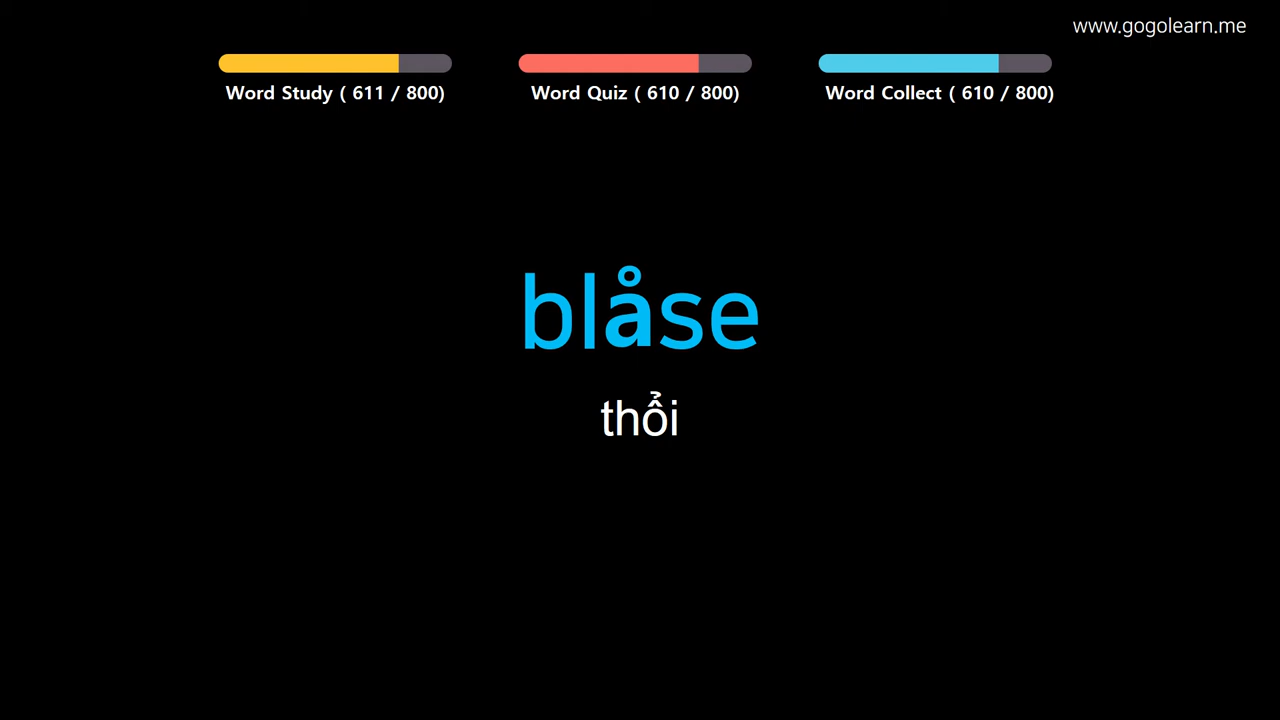 www.gogolearn.me
Word Study ( 611 / 800)
Word Quiz ( 610 / 800)
Word Collect ( 610 / 800)
blåse
thổi